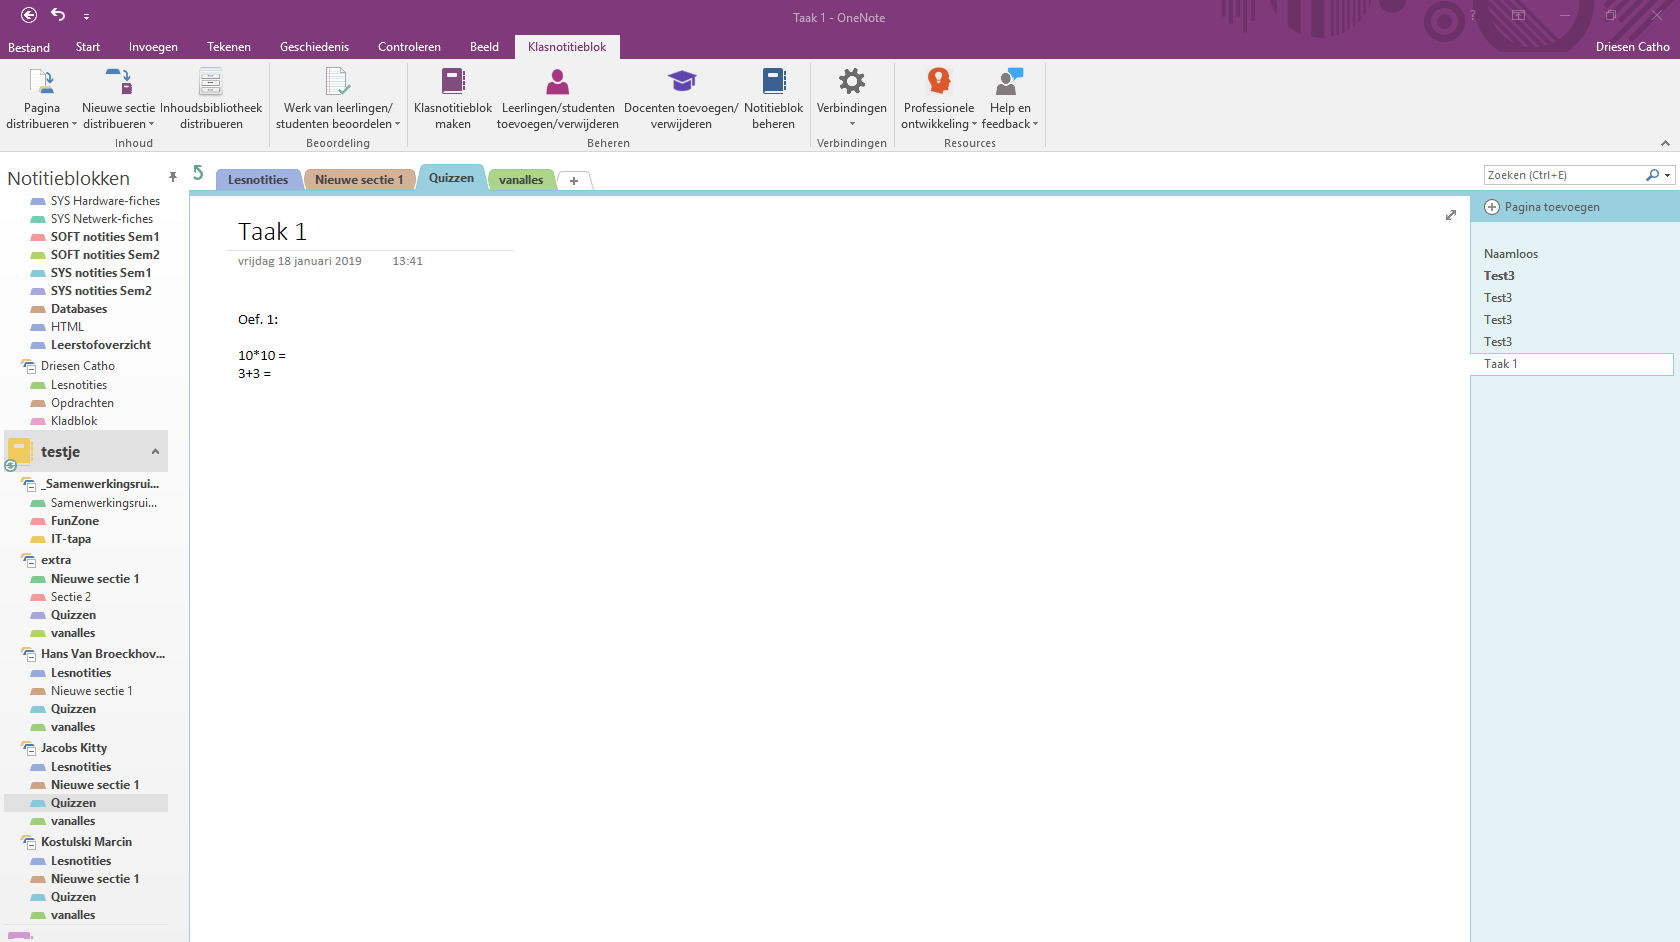 Taak 1 - OneNote
Bestand Start Invoegen Tekenen Geschiedenis Controleren Beeld Klasnotitieblok Driesen Catho
Pagina distribueren
Nieuwe sectie distribueren
Inhoudsbibliotheek distribueren
Inhoud
Werk van leerlingen/
studenten beoordelen
Beoordeling
Klasnotitieblok maken
Leerlingen/studenten toevoegen/verwijderen
Docenten toevoegen/
verwijderen
Notitieblok beheren
Beheren
Verbindingen
Verbindingen
Professionele ontwikkeling
Help en feedback
Resources
Notitieblokken
SYS Hardware-fiches
SYS Netwerk-fiches
SOFT notities Sem1
SOFT notities Sem2
SYS notities Sem1
SYS notities Sem2
Databases
HTML
Leerstofoverzicht
Driesen Catho
Lesnotities
Opdrachten
Kladblok
testje
_Samenwerkingsrui...
Samenwerkingsrui...
FunZone
IT-tapa
extra
Nieuwe sectie 1
Sectie 2
Quizzen
vanalles
Hans Van Broeckhov...
Lesnotities
Nieuwe sectie 1
Quizzen
vanalles
Jacobs Kitty
Lesnotities
Nieuwe sectie 1
Quizzen
vanalles
Kostulski Marcin
Lesnotities
Nieuwe sectie 1
Quizzen
vanalles
Lesnotities Nieuwe sectie 1 Quizzen vanalles +
Taak 1
vrijdag 18 januari 2019 13:41
Oef. 1:
10*10 =
3+3 =
Zoeken (Ctrl+E)
Pagina toevoegen
Naamloos
Test3
Test3
Test3
Test3
Taak 1